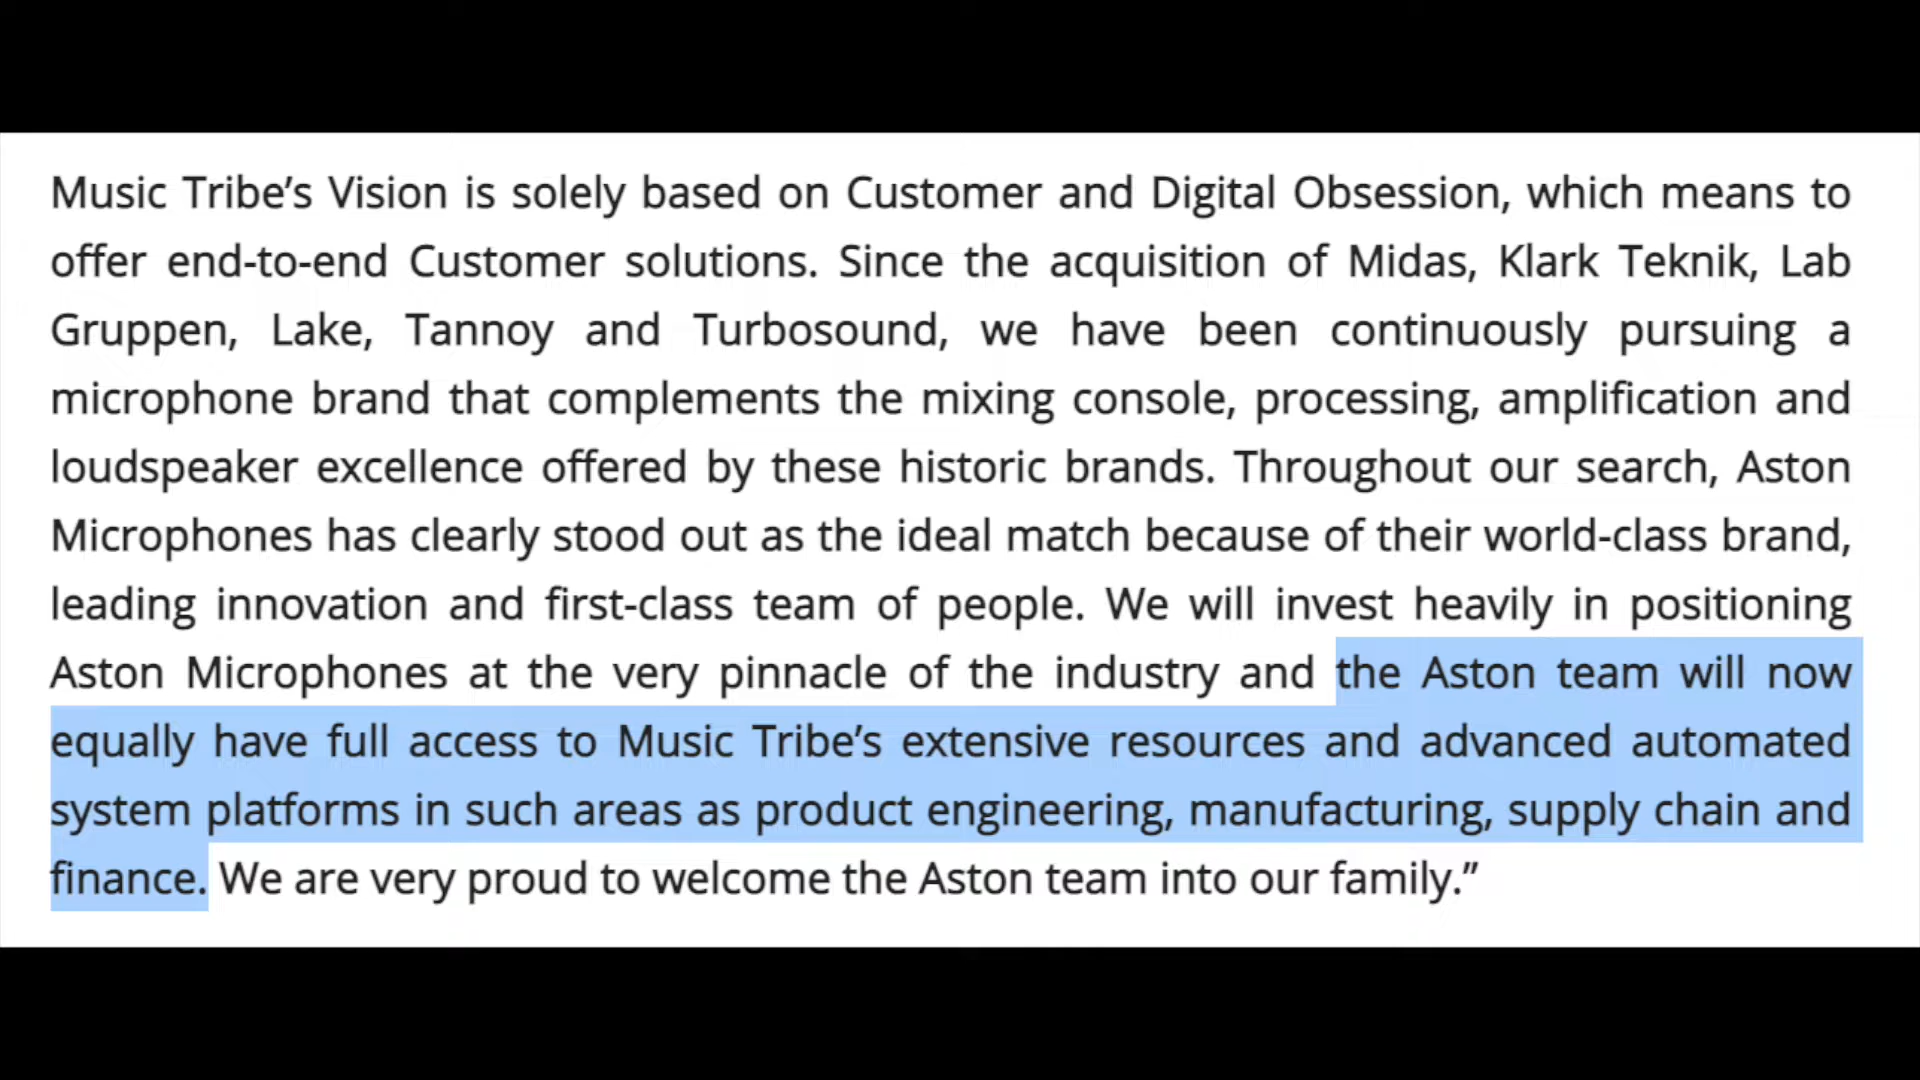 Music Tribe’s Vision is solely based on Customer and Digital Obsession, which means to
offer end-to-end Customer solutions. Since the acquisition of Midas, Klark Teknik, Lab
Gruppen, Lake, Tannoy and Turbosound, we have been continuously pursuing a
microphone brand that complements the mixing console, processing, amplification and
loudspeaker excellence offered by these historic brands. Throughout our search, Aston
Microphones has clearly stood out as the ideal match because of their world-class brand,
leading innovation and first-class team of people. We will invest heavily in positioning
Aston Microphones at the very pinnacle of the industry and the Aston team will now
equally have full access to Music Tribe’s extensive resources and advanced automated
system platforms in such areas as product engineering, manufacturing, supply chain and
finance. We are very proud to welcome the Aston team into our family.”